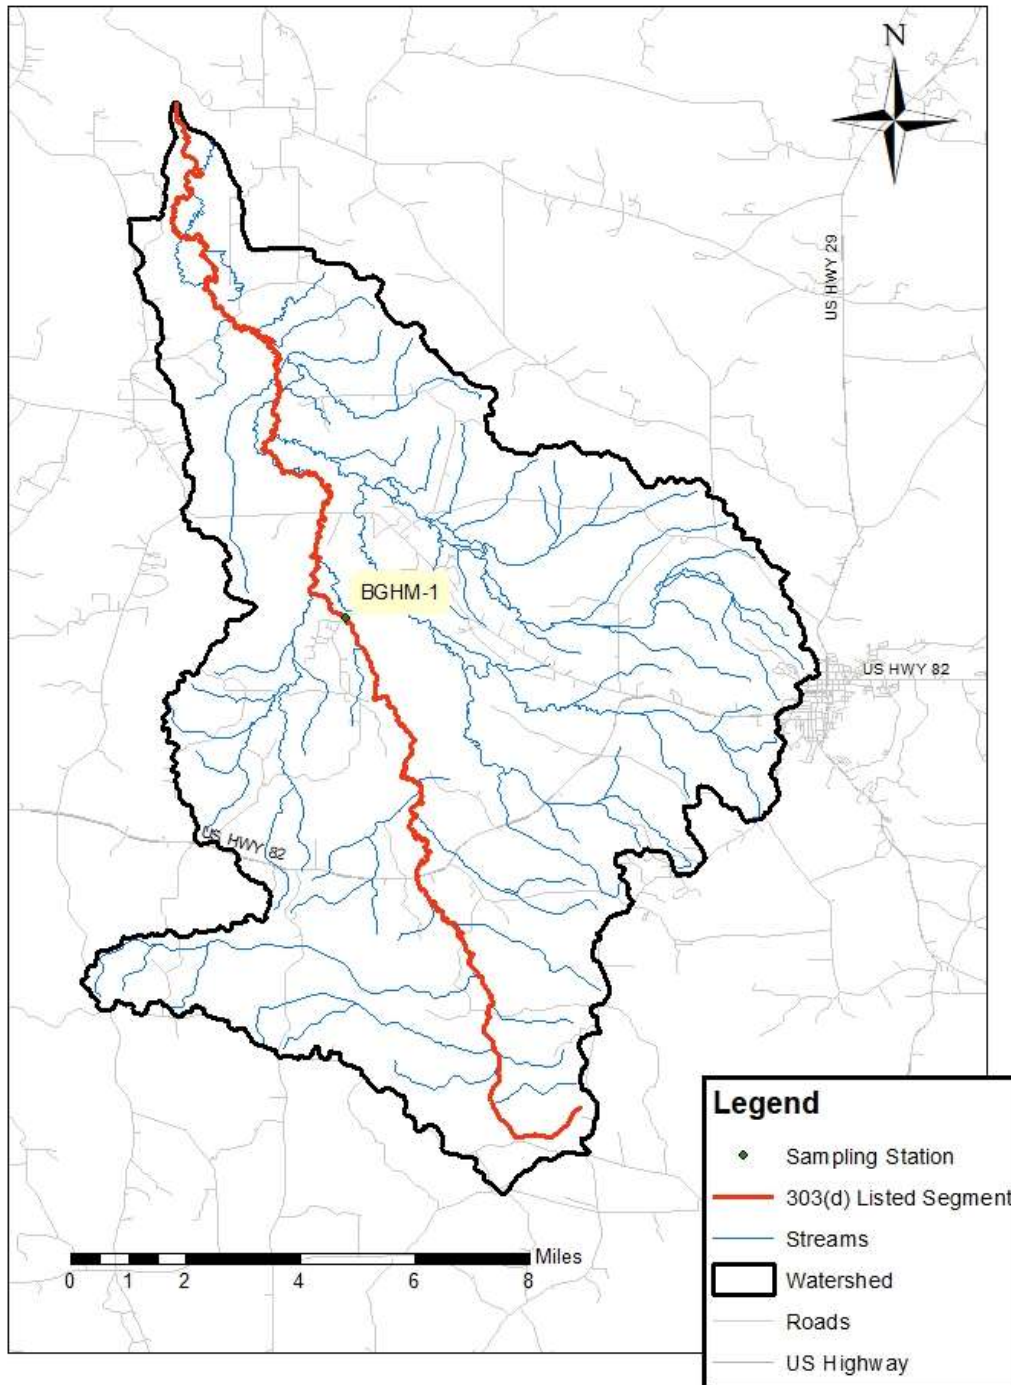 N
US HWY 29
BGHM-1
US HWY 82
US HWY 82
Legend
Sampling Station
303(d) Listed Segment
Streams
Watershed
Roads
US Highway
Miles
0 1 2 4 6 8